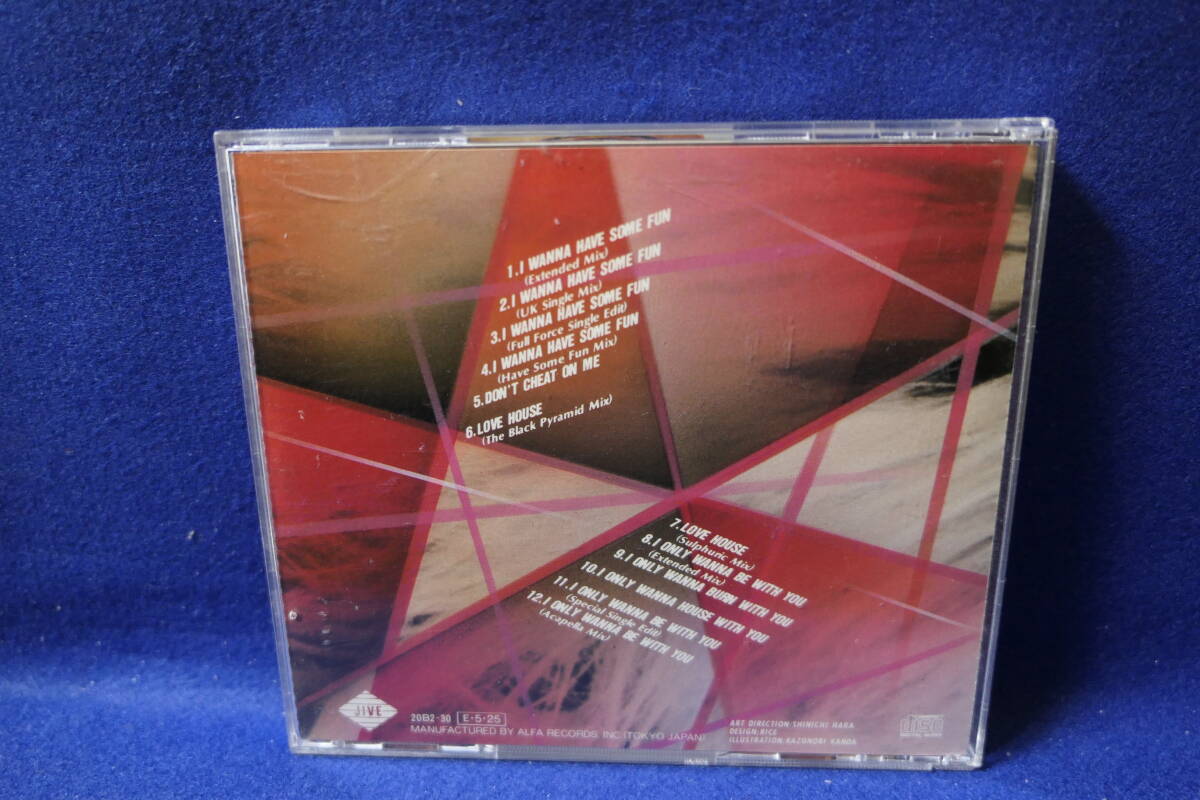 1.I WANNA HAVE SOME FUN
(Extended Mix)
2.I WANNA HAVE SOME FUN
(UK Single Mix)
3.I WANNA HAVE SOME FUN
(Full Force Single Edit)
4.I WANNA HAVE SOME FUN
(Have Some Fun Mix)
5.DON'T CHEAT ON ME
6.LOVE HOUSE
(The Black Pyramid Mix)
7.LOVE HOUSE
(Sulphuric Mix)
8.I ONLY WANNA BE WITH YOU
(Extended Mix)
9.I ONLY WANNA BURN WITH YOU
10.I ONLY WANNA HOUSE WITH YOU
11.I ONLY WANNA BE WITH YOU
(Special Single Edit)
12.I ONLY WANNA BE WITH YOU
(Acapella Mix)
JIVE
20B2-30 E·5·25
MANUFACTURED BY ALFA RECORDS, INC.(TOKYO JAPAN)
ART DIRECTION:SHINICHI HARA
DESIGN:RICE
ILLUSTRATION:KAZUNORI KANDA
disc
DIGITAL AUDIO